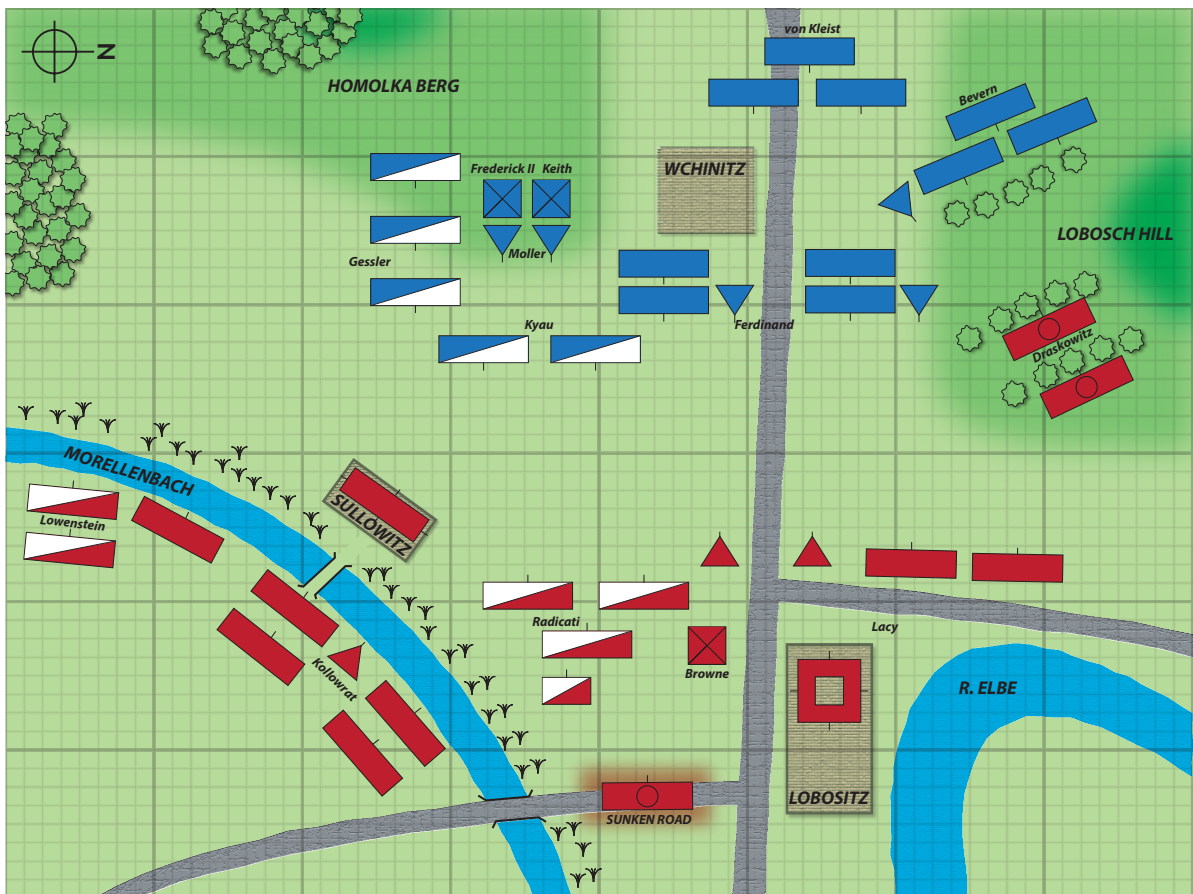 von Kleist
N
HOMOLKA BERG
Bevern
Frederick II Keith
WCHINITZ
LOBOSCH HILL
Moller
Gessler
Kyau
Ferdinand
Draskowitz
MORELLENBACH
SULLOWITZ
Lowenstein
Radicati
Lacy
Kollowrat
Browne
R. ELBE
LOBOSITZ
SUNKEN ROAD